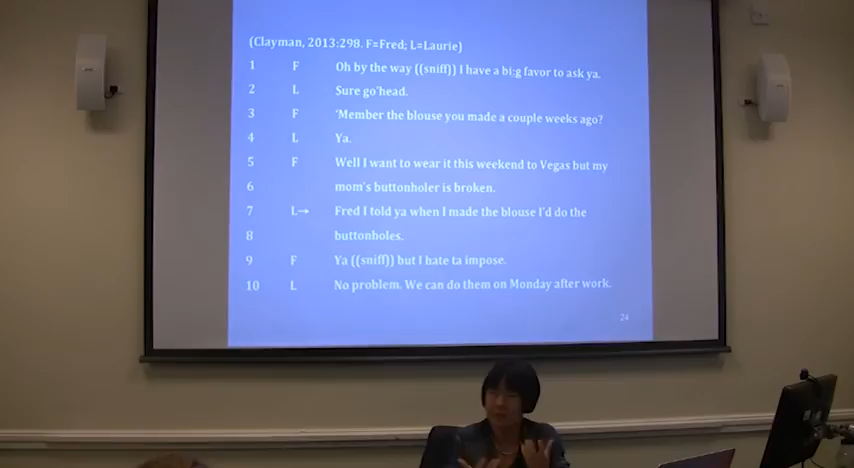 (Clayman, 2013:298. F=Fred; L=Laurie)
1 F Oh by the way ((sniff)) I have a bi:g favor to ask ya.
2 L Sure go'head.
3 F 'Member the blouse you made a couple weeks ago?
4 L Ya.
5 F Well I want to wear it this weekend to Vegas but my
6 mom's buttonholer is broken.
7 L→ Fred I told ya when I made the blouse I'd do the
8 buttonholes.
9 F Ya ((sniff)) but I hate ta impose.
10 L No problem. We can do them on Monday after work.
24